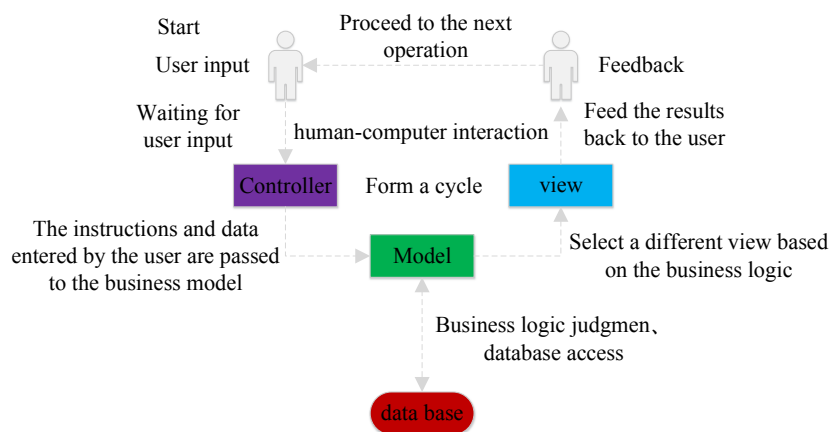 Start
Proceed to the next
operation
User input
Feedback
Waiting for
user input
human-computer interaction
Feed the results
back to the user
Controller
Form a cycle
view
The instructions and data
entered by the user are passed
to the business model
Model
Select a different view based
on the business logic
Business logic judgmen、
database access
data base